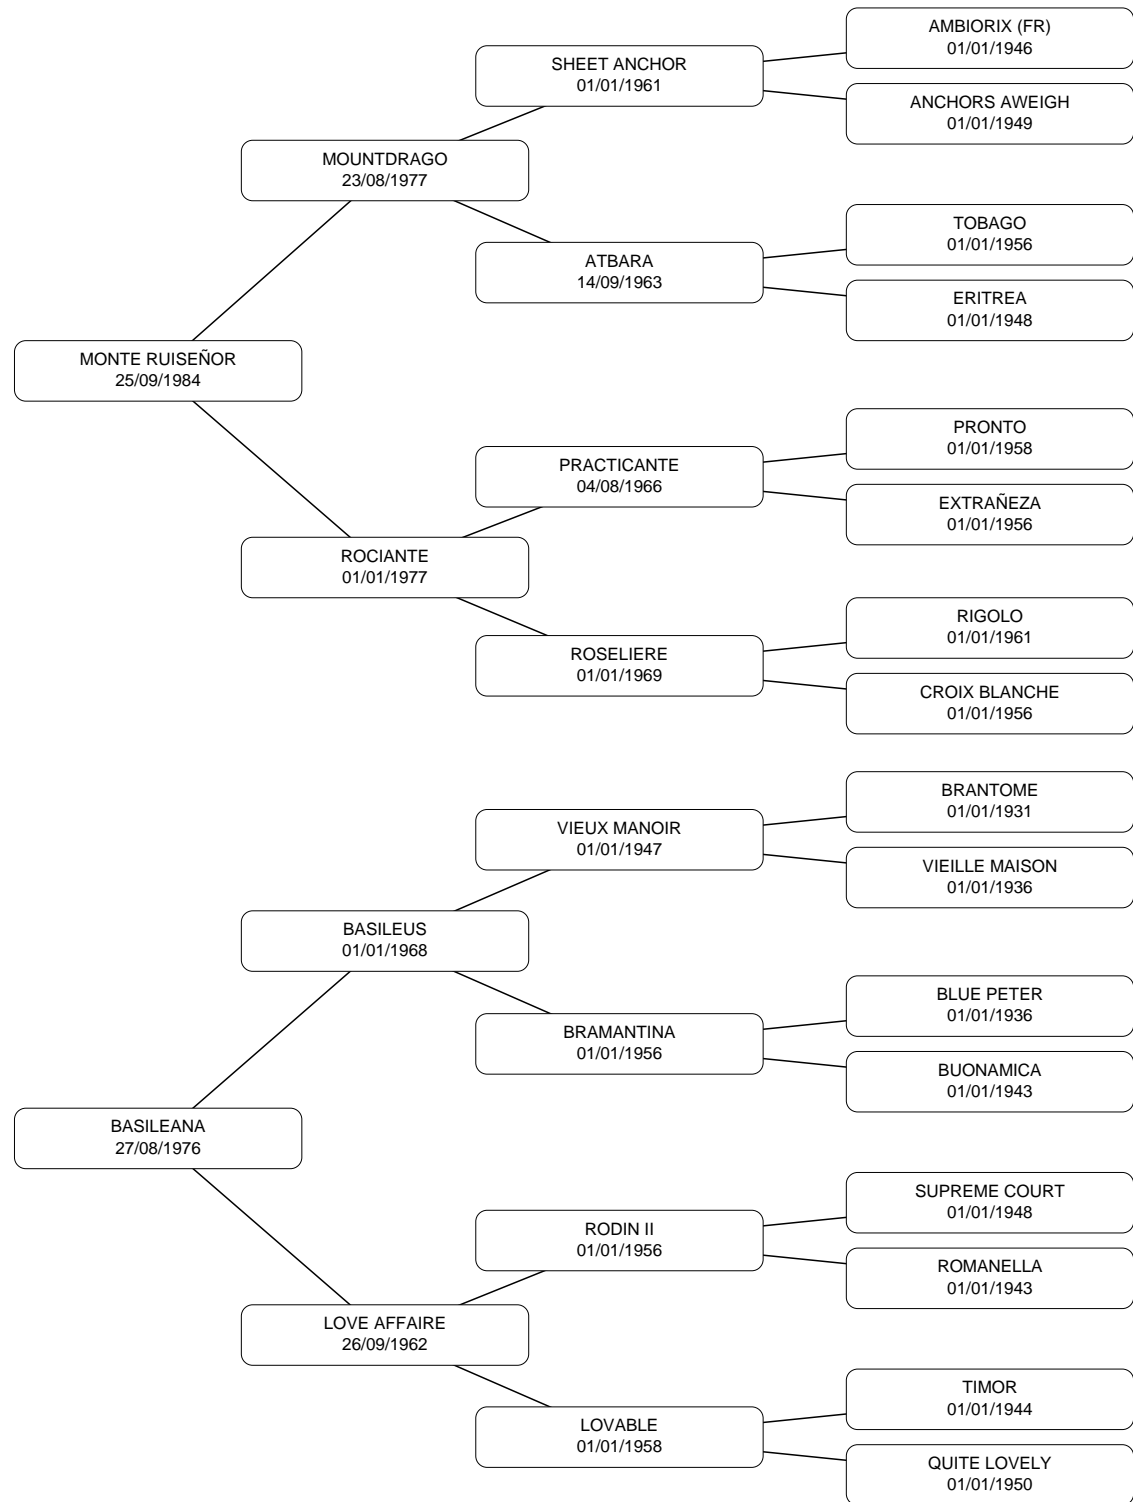 AMBIORIX (FR)
01/01/1946
SHEET ANCHOR
01/01/1961
ANCHORS AWEIGH
01/01/1949
MOUNTDRAGO
23/08/1977
TOBAGO
01/01/1956
ATBARA
14/09/1963
ERITREA
01/01/1948
MONTE RUISEÑOR
25/09/1984
PRONTO
01/01/1958
PRACTICANTE
04/08/1966
EXTRAÑEZA
01/01/1956
ROCIANTE
01/01/1977
RIGOLO
01/01/1961
ROSELIERE
01/01/1969
CROIX BLANCHE
01/01/1956
BRANTOME
01/01/1931
VIEUX MANOIR
01/01/1947
VIEILLE MAISON
01/01/1936
BASILEUS
01/01/1968
BLUE PETER
01/01/1936
BRAMANTINA
01/01/1956
BUONAMICA
01/01/1943
BASILEANA
27/08/1976
SUPREME COURT
01/01/1948
RODIN II
01/01/1956
ROMANELLA
01/01/1943
LOVE AFFAIRE
26/09/1962
TIMOR
01/01/1944
LOVABLE
01/01/1958
QUITE LOVELY
01/01/1950